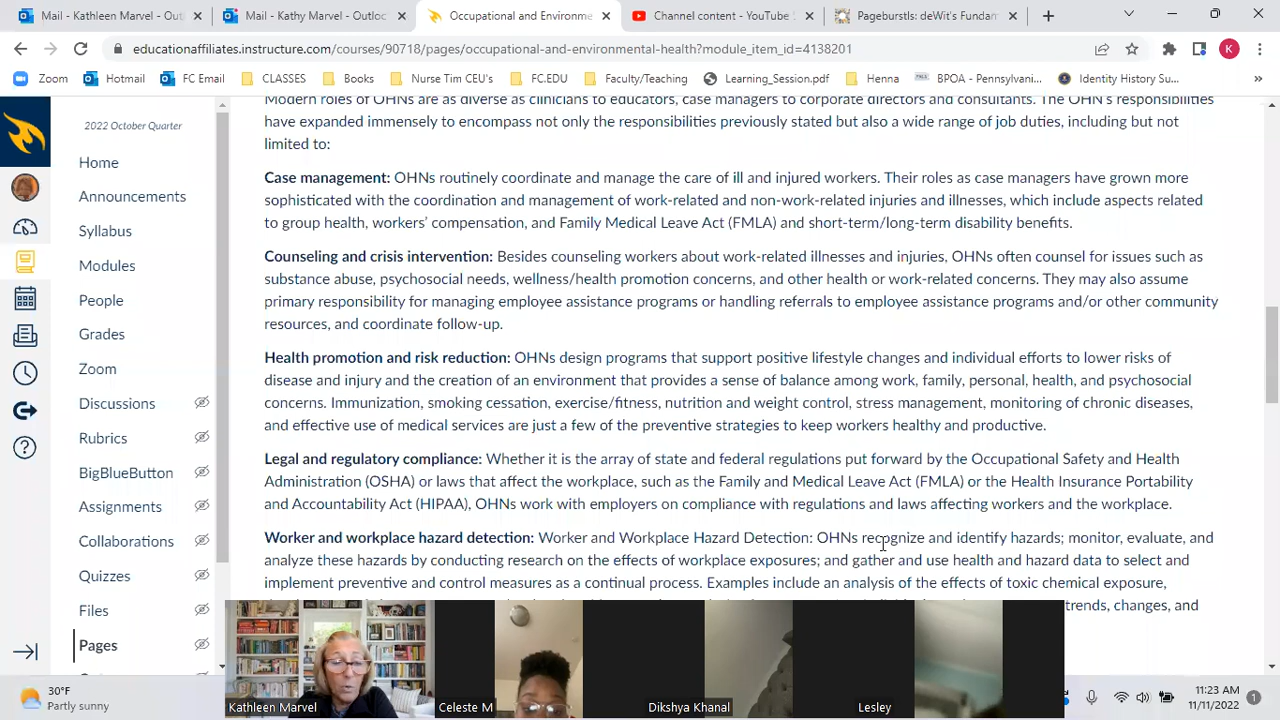 Mail - Kathleen Marvel - Out
Mail - Kathy Marvel - Outloc
Occupational and Environme
Channel content - YouTube
Pageburstls: deWit's Fundam
educationaffiliates.instructure.com/courses/90718/pages/occupational-and-environmental-health?module_item_id=4138201
K
Zoom
Hotmail
FC Email
CLASSES
Books
Nurse Tim CEU's
FC.EDU
Faculty/Teaching
Learning_Session.pdf
Henna
BPOA - Pennsylvani...
Identity History Su...
»
2022 October Quarter
Home
Announcements
Syllabus
Modules
People
Grades
Zoom
Discussions
Rubrics
BigBlueButton
Assignments
Collaborations
Quizzes
Files
Pages
Modern roles of OHNs are as diverse as clinicians to educators, case managers to corporate directors and consultants. The OHN's responsibilities
have expanded immensely to encompass not only the responsibilities previously stated but also a wide range of job duties, including but not
limited to:
Case management: OHNs routinely coordinate and manage the care of ill and injured workers. Their roles as case managers have grown more
sophisticated with the coordination and management of work-related and non-work-related injuries and illnesses, which include aspects related
to group health, workers' compensation, and Family Medical Leave Act (FMLA) and short-term/long-term disability benefits.
Counseling and crisis intervention: Besides counseling workers about work-related illnesses and injuries, OHNs often counsel for issues such as
substance abuse, psychosocial needs, wellness/health promotion concerns, and other health or work-related concerns. They may also assume
primary responsibility for managing employee assistance programs or handling referrals to employee assistance programs and/or other community
resources, and coordinate follow-up.
Health promotion and risk reduction: OHNs design programs that support positive lifestyle changes and individual efforts to lower risks of
disease and injury and the creation of an environment that provides a sense of balance among work, family, personal, health, and psychosocial
concerns. Immunization, smoking cessation, exercise/fitness, nutrition and weight control, stress management, monitoring of chronic diseases,
and effective use of medical services are just a few of the preventive strategies to keep workers healthy and productive.
Legal and regulatory compliance: Whether it is the array of state and federal regulations put forward by the Occupational Safety and Health
Administration (OSHA) or laws that affect the workplace, such as the Family and Medical Leave Act (FMLA) or the Health Insurance Portability
and Accountability Act (HIPAA), OHNs work with employers on compliance with regulations and laws affecting workers and the workplace.
Worker and workplace hazard detection: Worker and Workplace Hazard Detection: OHNs recognize and identify hazards; monitor, evaluate, and
analyze these hazards by conducting research on the effects of workplace exposures; and gather and use health and hazard data to select and
implement preventive and control measures as a continual process. Examples include an analysis of the effects of toxic chemical exposure,
trends, changes, and
Kathleen Marvel
Celeste M
Dikshya Khanal
Lesley
30°F
Partly sunny
11:23 AM
11/11/2022
1